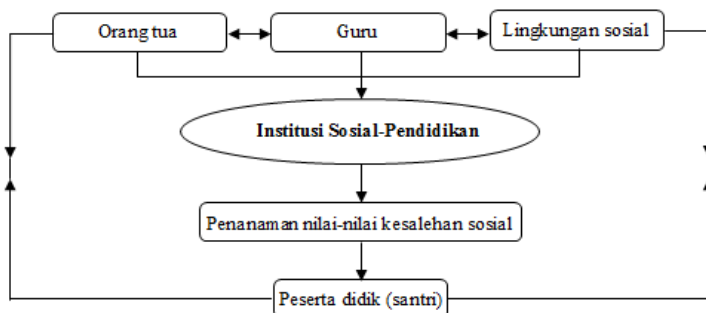 Orang tua
Guru
Lingkungan sosial
Institusi Sosial-Pendidikan
Penanaman nilai-nilai kesalehan sosial
Peserta didik (santri)